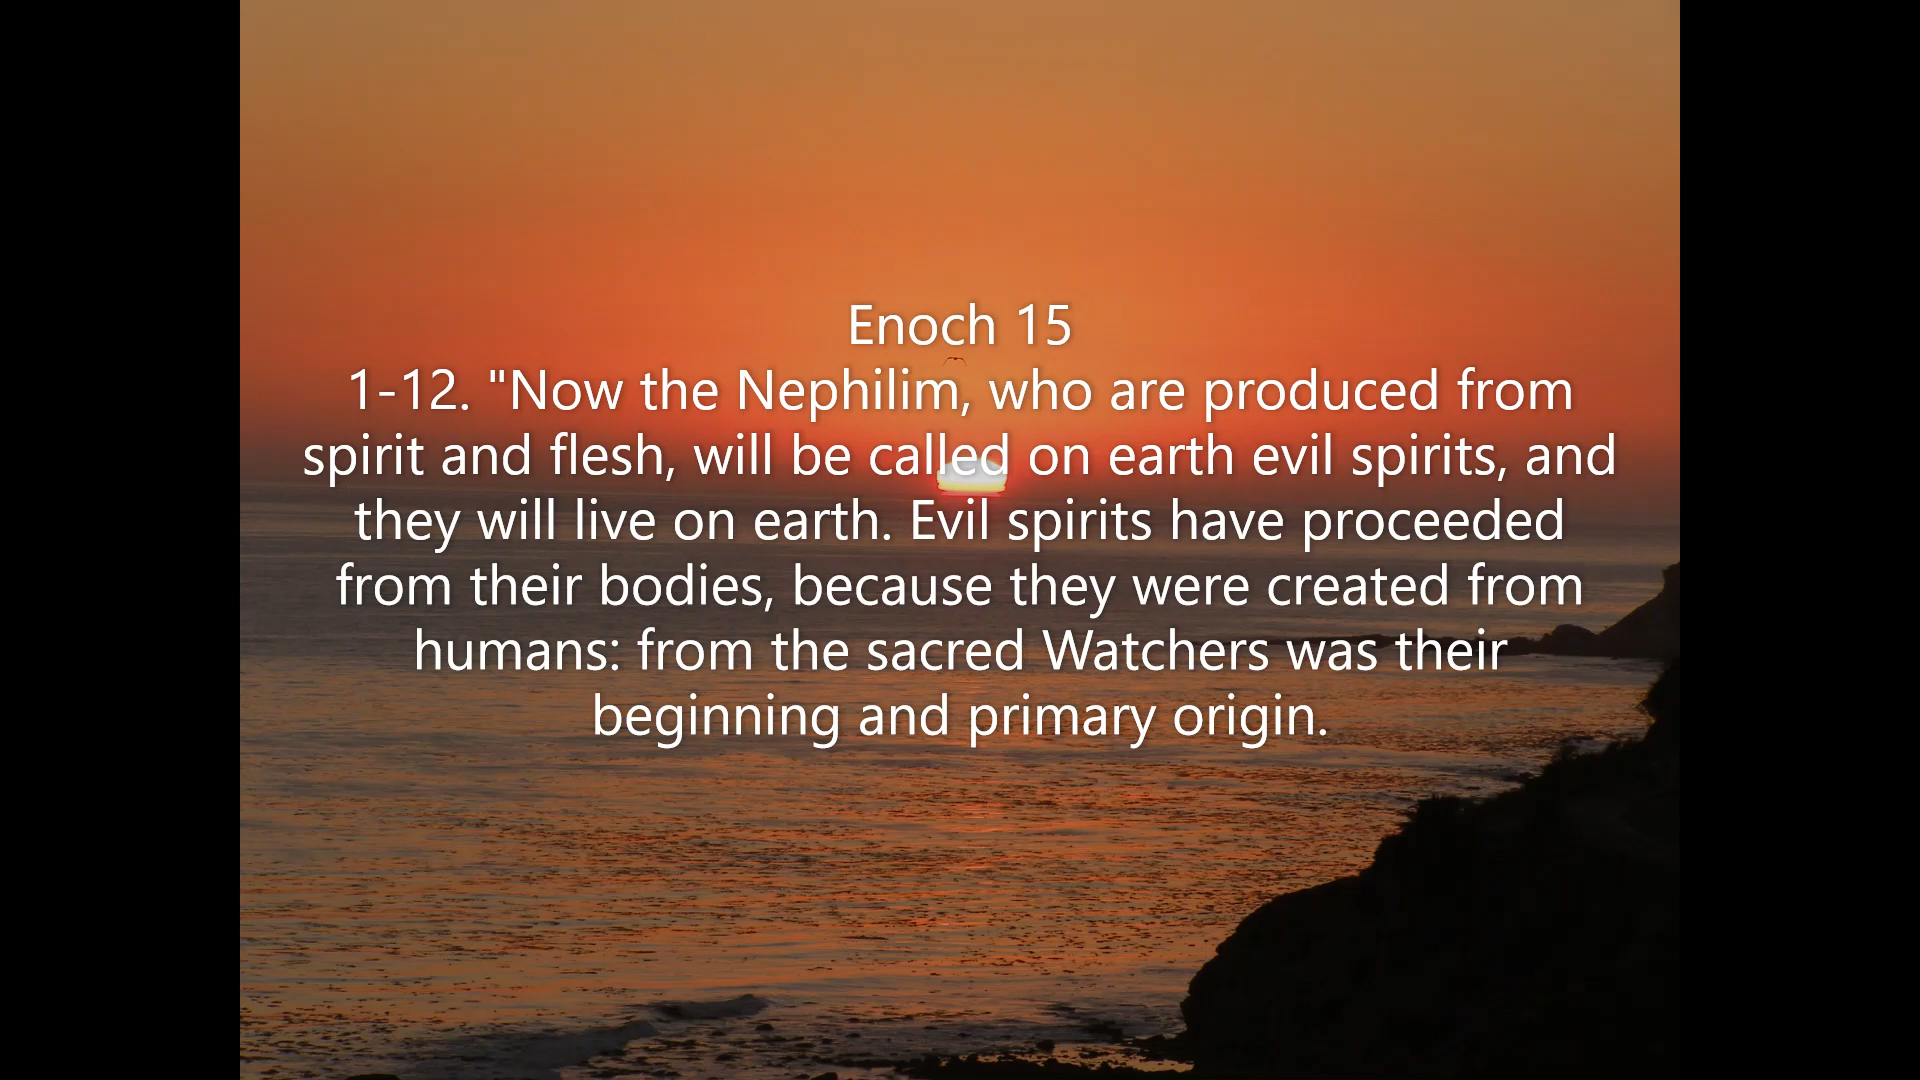 Enoch 15
1-12. "Now the Nephilim, who are produced from
spirit and flesh, will be called on earth evil spirits, and
they will live on earth. Evil spirits have proceeded
from their bodies, because they were created from
humans: from the sacred Watchers was their
beginning and primary origin.